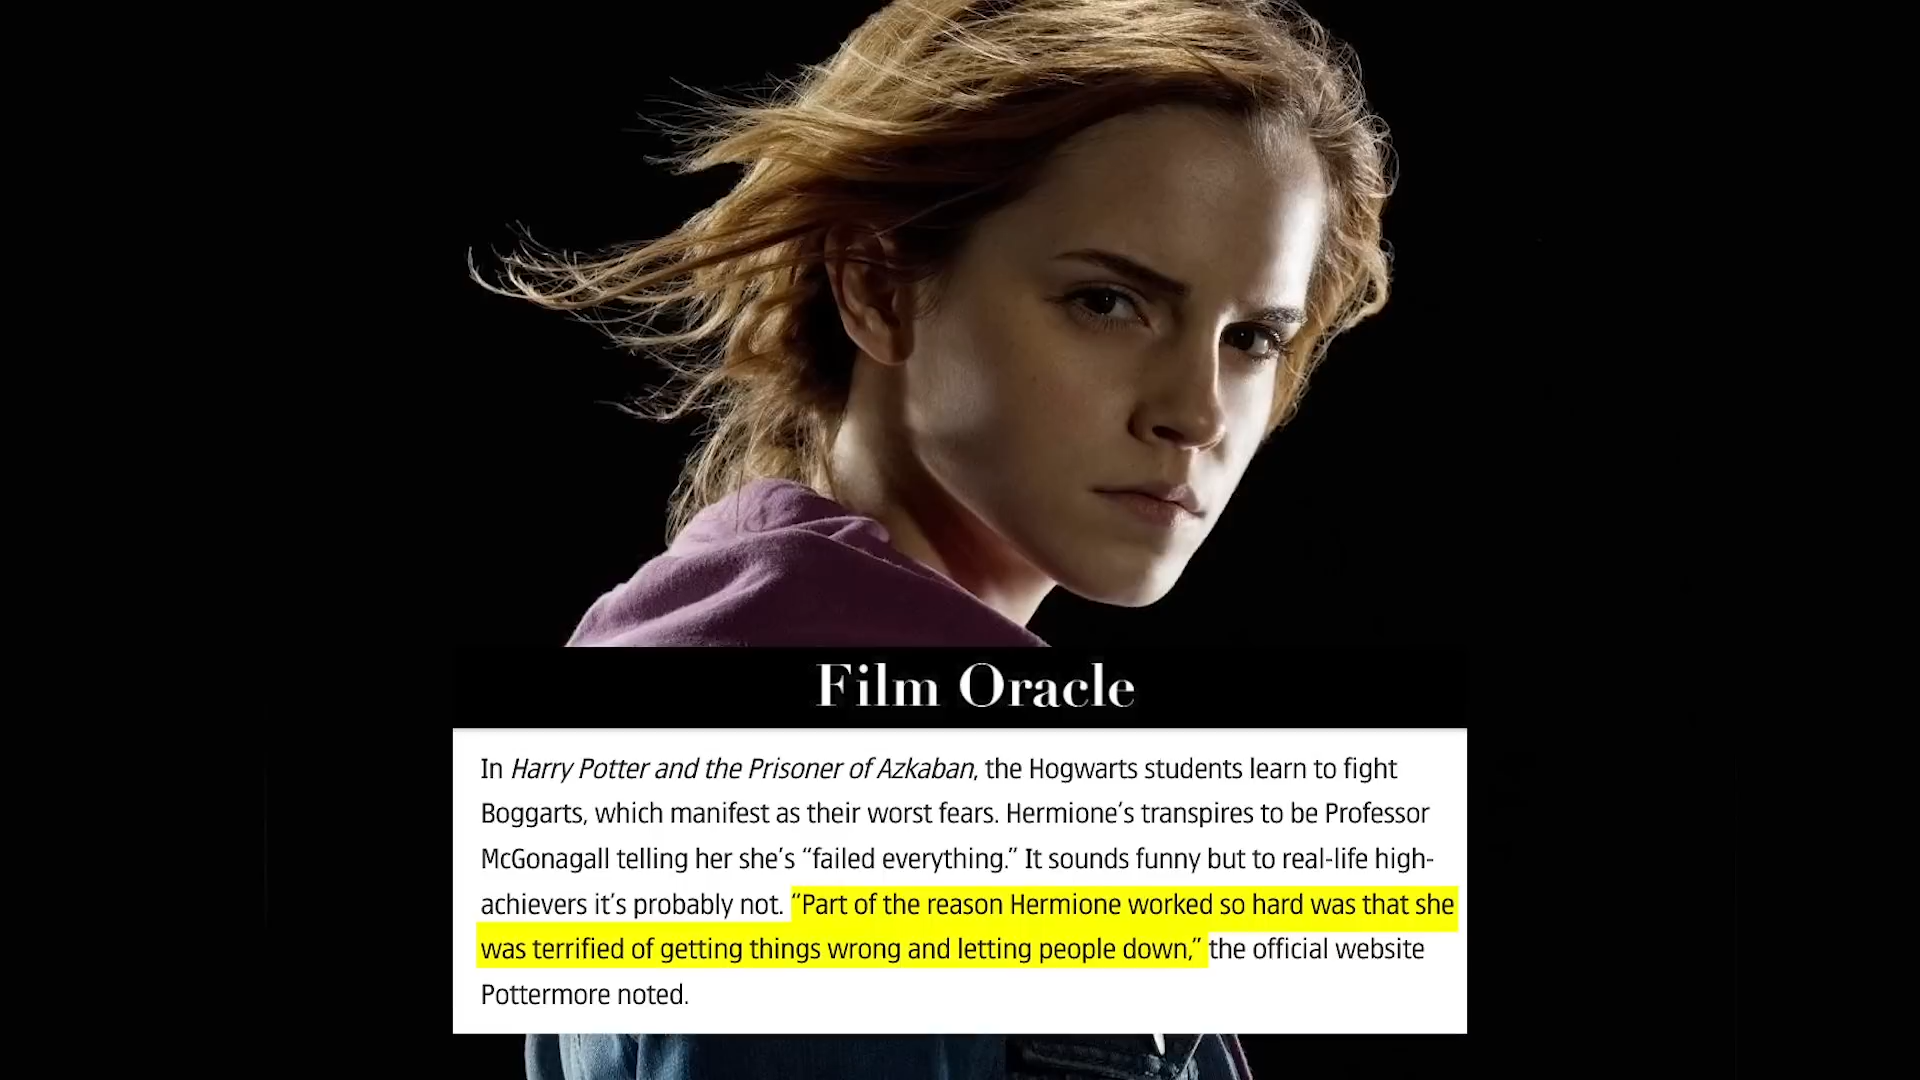 Film Oracle
In Harry Potter and the Prisoner of Azkaban, the Hogwarts students learn to fight
Boggarts, which manifest as their worst fears. Hermione’s transpires to be Professor
McGonagall telling her she’s “failed everything.” It sounds funny but to real-life high-
achievers it’s probably not. “Part of the reason Hermione worked so hard was that she
was terrified of getting things wrong and letting people down,” the official website
Pottermore noted.